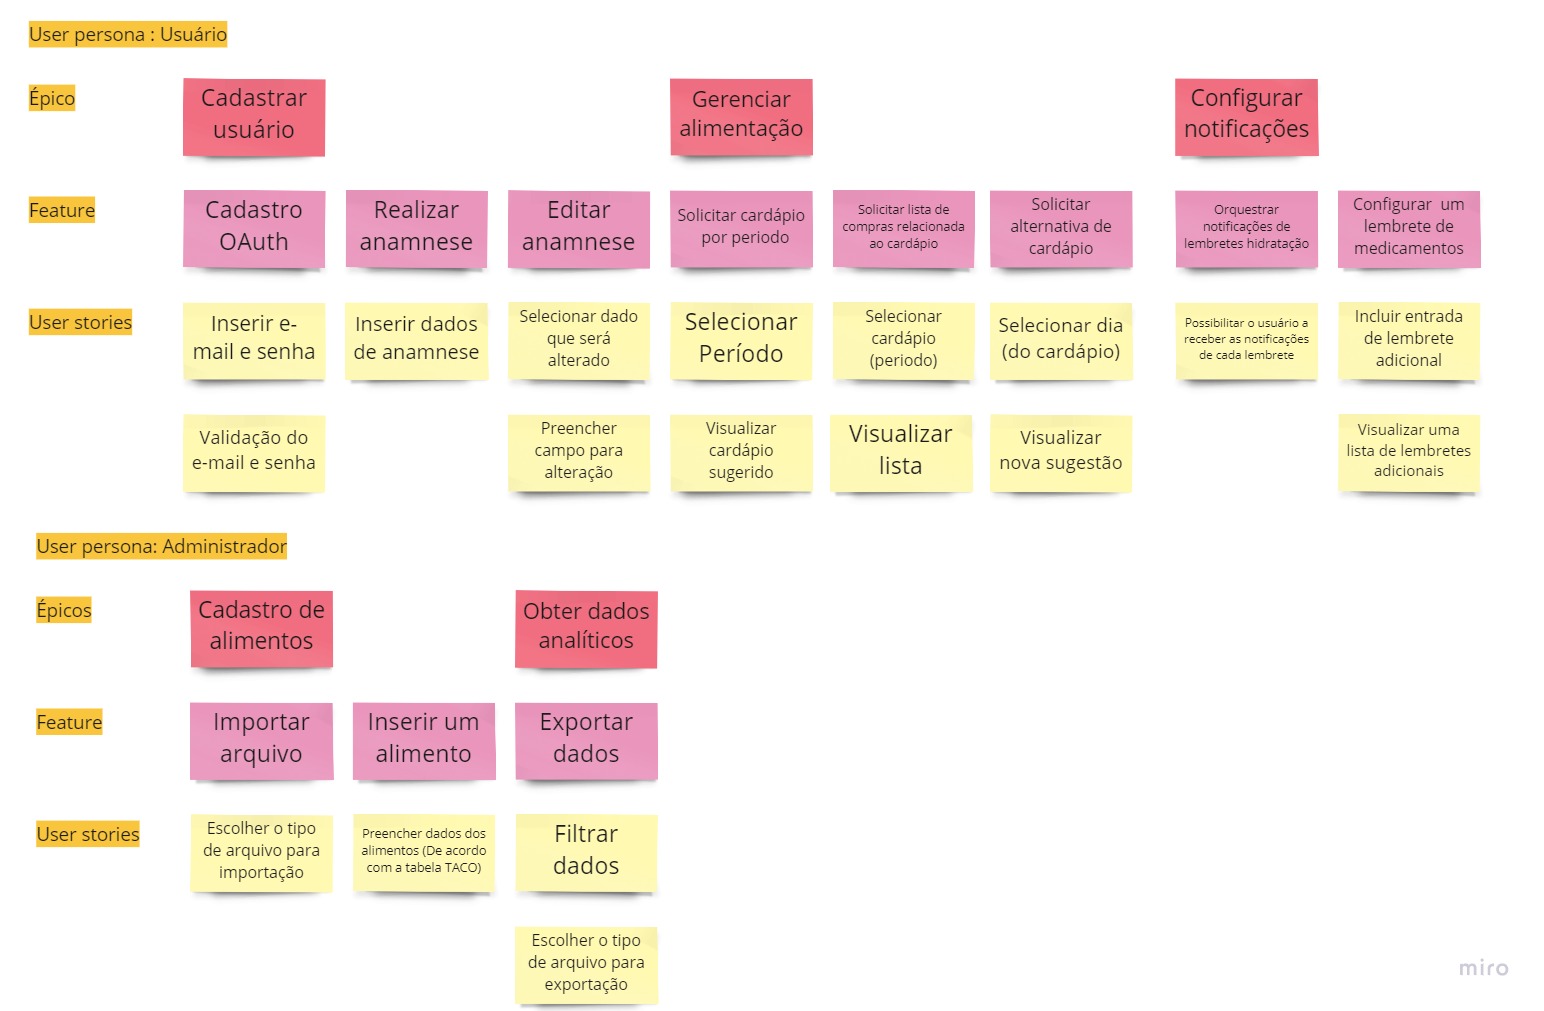 User persona : Usuário
Épico
Cadastrar
usuário
Gerenciar
alimentação
Configurar
notificações
Feature
Cadastro
OAuth
Realizar
anamnese
Editar
anamnese
Solicitar cardápio
por periodo
Solicitar lista de
compras relacionada
ao cardápio
Solicitar
alternativa de
cardápio
Orquestrar
notificações de
lembretes hidratação
Configurar um
lembrete de
medicamentos
User stories
Inserir e-
mail e senha
Inserir dados
de anamnese
Selecionar dado
que será
alterado
Selecionar
Período
Selecionar
cardápio
(periodo)
Selecionar dia
(do cardápio)
Possibilitar o usuário a
receber as notificações
de cada lembrete
Incluir entrada
de lembrete
adicional
Validação do
e-mail e senha
Preencher
campo para
alteração
Visualizar
cardápio
sugerido
Visualizar
lista
Visualizar
nova sugestão
Visualizar uma
lista de lembretes
adicionais
User persona: Administrador
Épicos
Cadastro de
alimentos
Obter dados
analíticos
Feature
Importar
arquivo
Inserir um
alimento
Exportar
dados
User stories
Escolher o tipo
de arquivo para
importação
Preencher dados dos
alimentos (De acordo
com a tabela TACO)
Filtrar
dados
Escolher o tipo
de arquivo para
exportação
miro